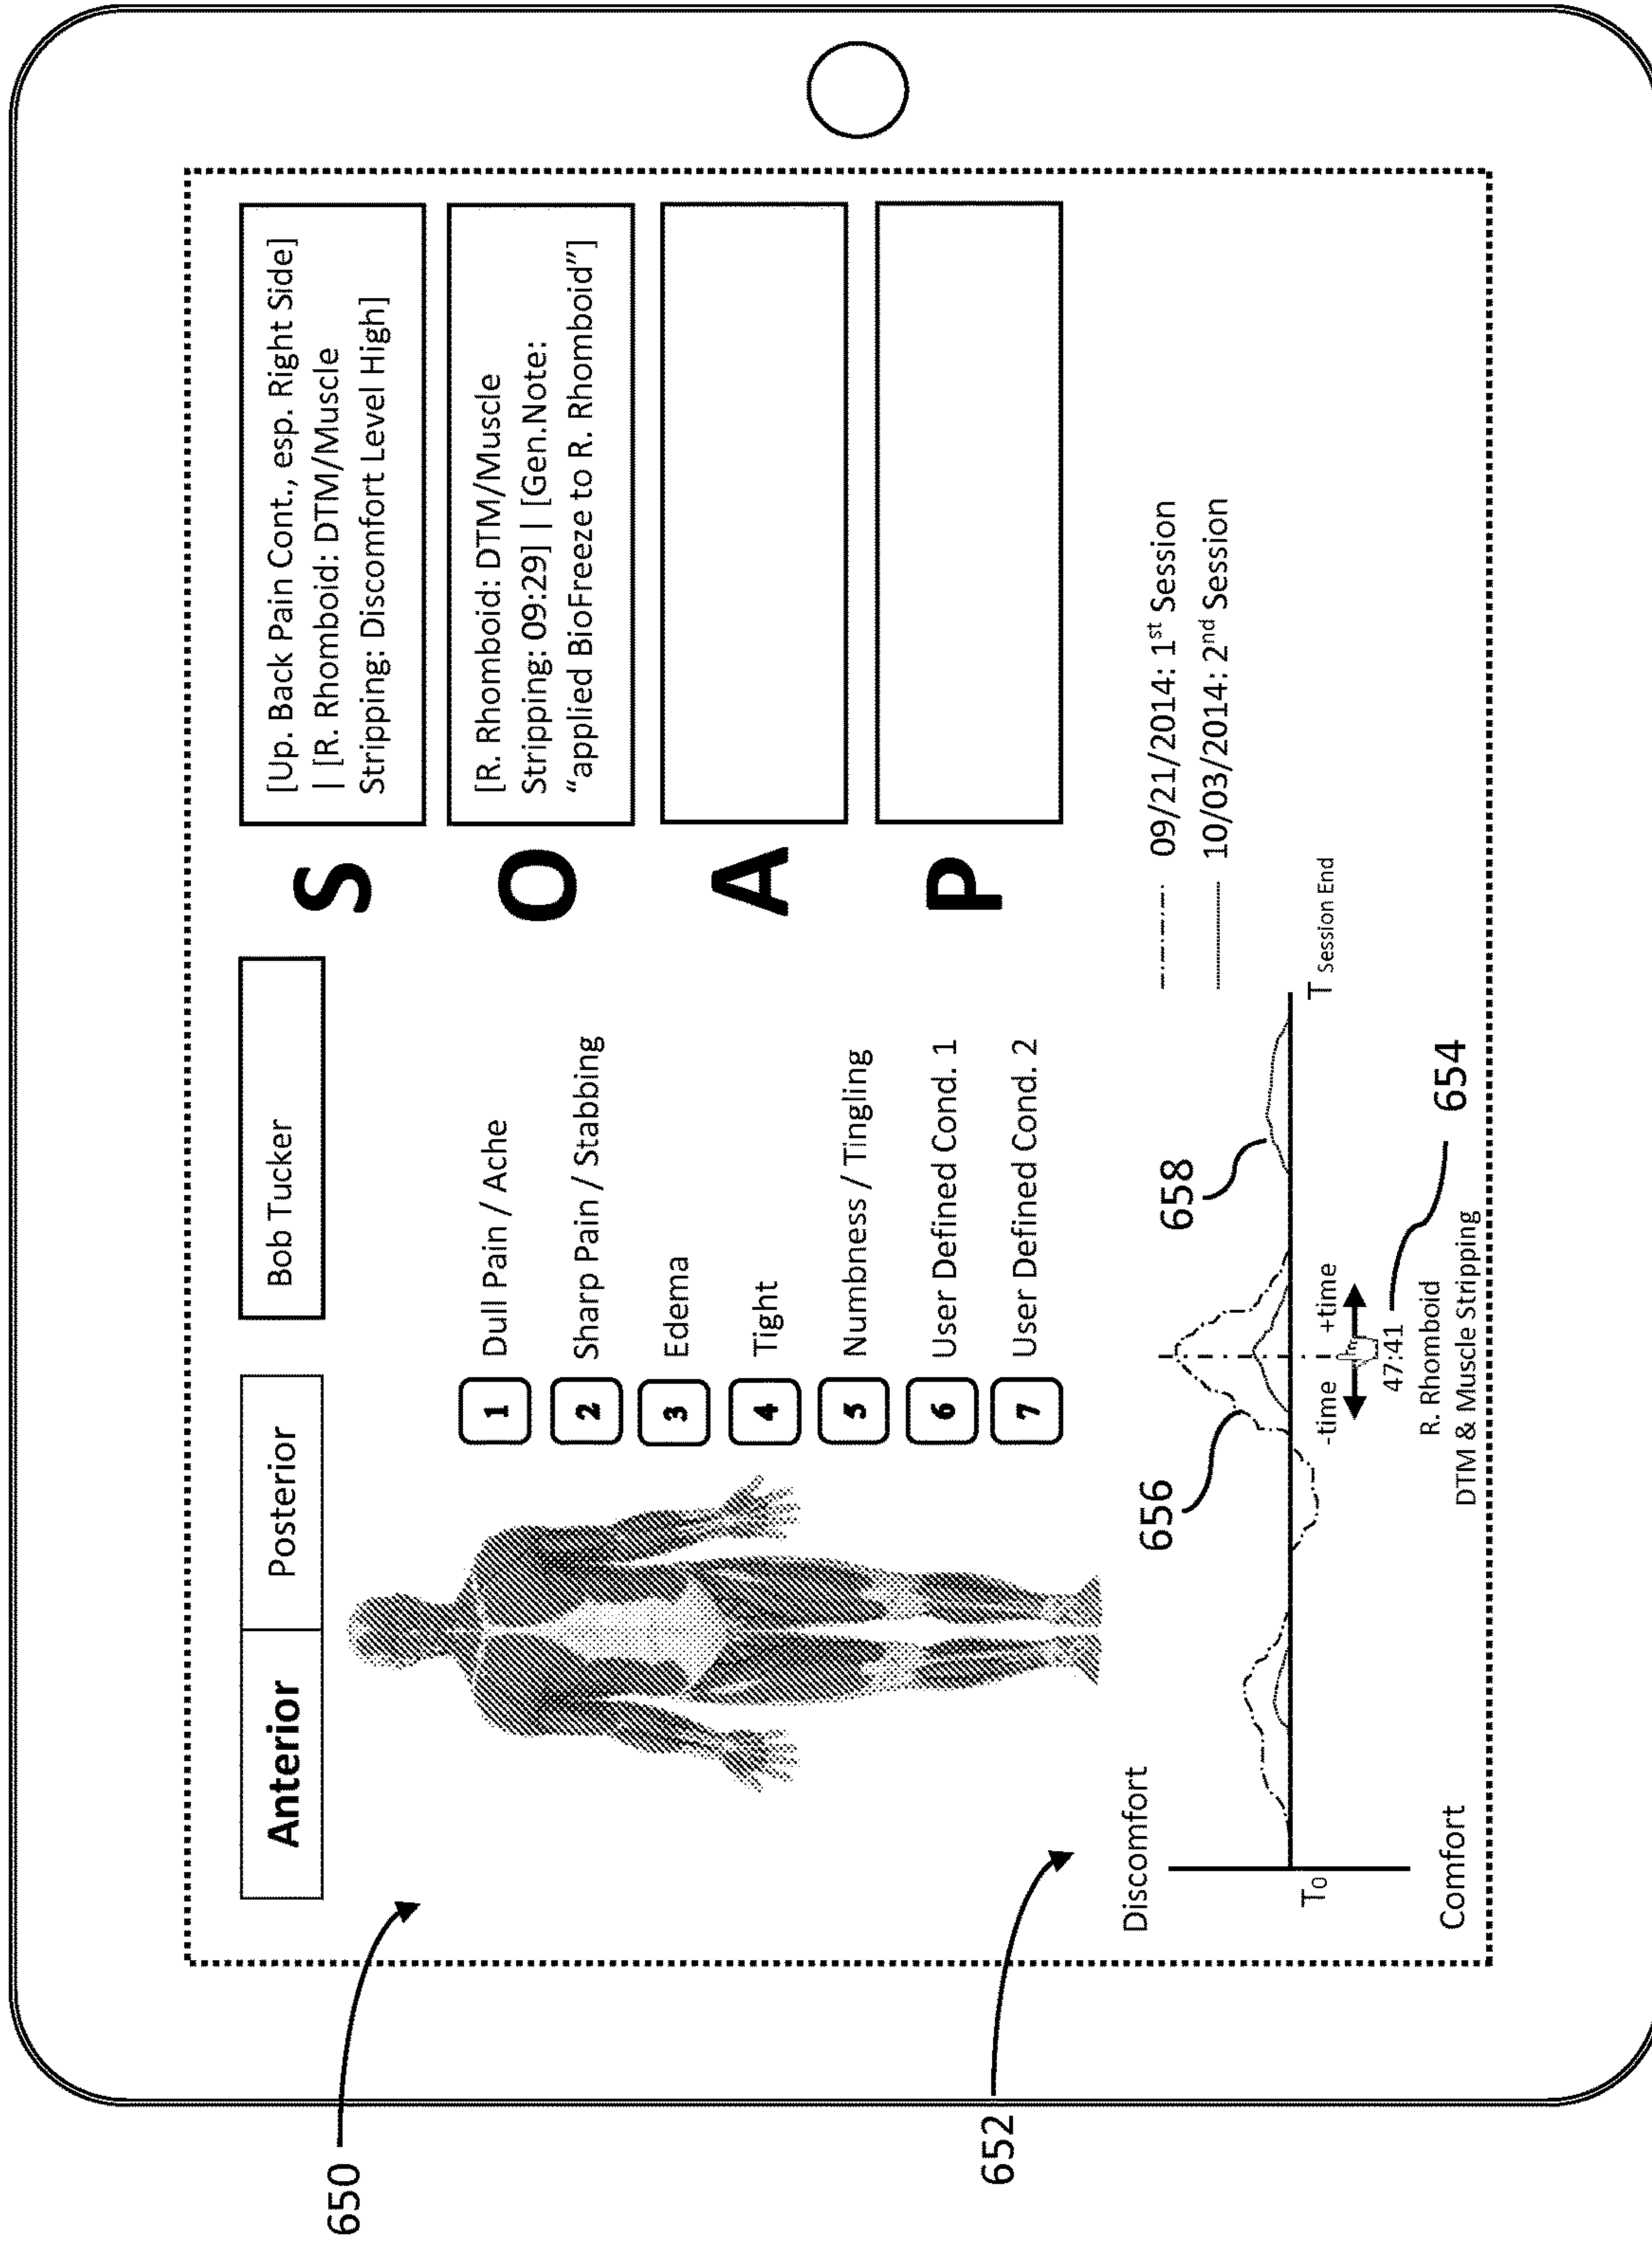 650
652
Anterior
Posterior
Bob Tucker
1 Dull Pain / Ache
2 Sharp Pain / Stabbing
3 Edema
4 Tight
5 Numbness / Tingling
6 User Defined Cond. 1
7 User Defined Cond. 2
S
[Up. Back Pain Cont., esp. Right Side]
| [R. Rhomboid: DTM/Muscle
Stripping: Discomfort Level High]
O
[R. Rhomboid: DTM/Muscle
Stripping: 09:29] | [Gen.Note:
“applied BioFreeze to R. Rhomboid”]
A
P
Discomfort
656
658
09/21/2014: 1st Session
10/03/2014: 2nd Session
T0
T Session End
-time +time
47:41
R. Rhomboid
DTM & Muscle Stripping
654
Comfort